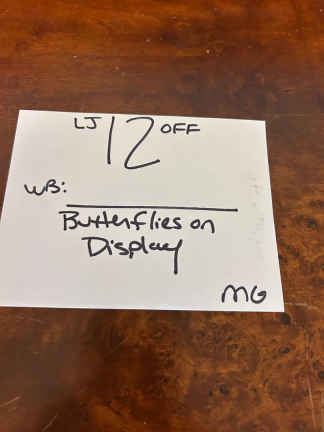 LJ 12 OFF
WB:
Butterflies on
Display
MG